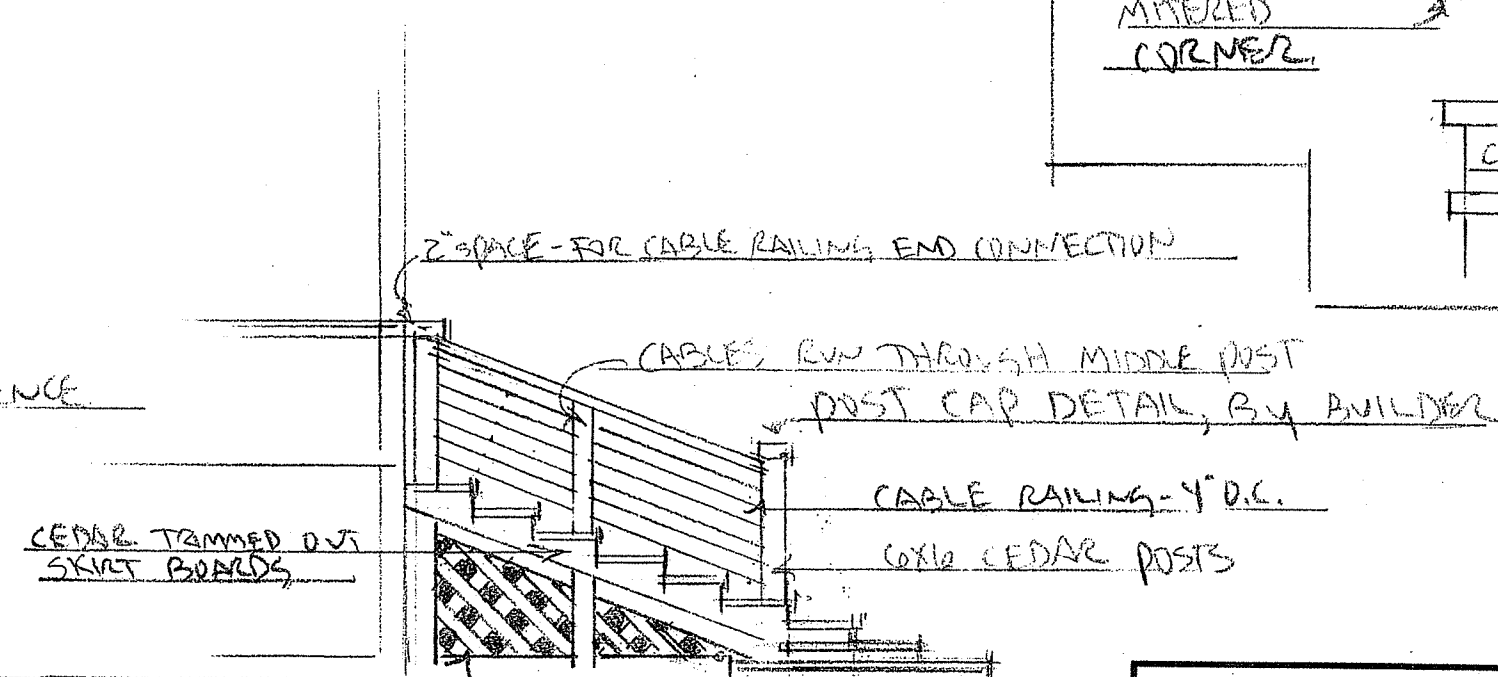 MITERED
CORNER.
2" SPACE - FOR CABLE RAILING END CONNECTION
CABLES RUN THROUGH MIDDLE POST
POST CAP DETAIL, BY BUILDER
CABLE RAILING - 4" O.C.
6X6 CEDAR POSTS
CEDAR TRIMMED OUT
SKIRT BOARDS